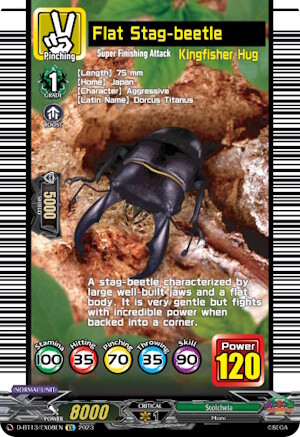 Flat Stag-beetle
Pinching
Super Finishing Attack Kingfisher Hug
1
GRADE
[Length] 75 mm
[Home] Japan
[Character] Aggressive
[Latin Name] Dorcus Titanus
BOOST
5000
SHIELD
A stag-beetle characterized by
large well-built jaws and a flat
body. It is very gentle but fights
with incredible power when
backed into a corner.
Stamina Hitting Pinching Throwing Skill
100 35 70 35 90
Power
120
NORMAL UNIT
POWER 8000
CRITICAL
1
Stoicheia
D-BT13/EX08EN 2023
©SEGA